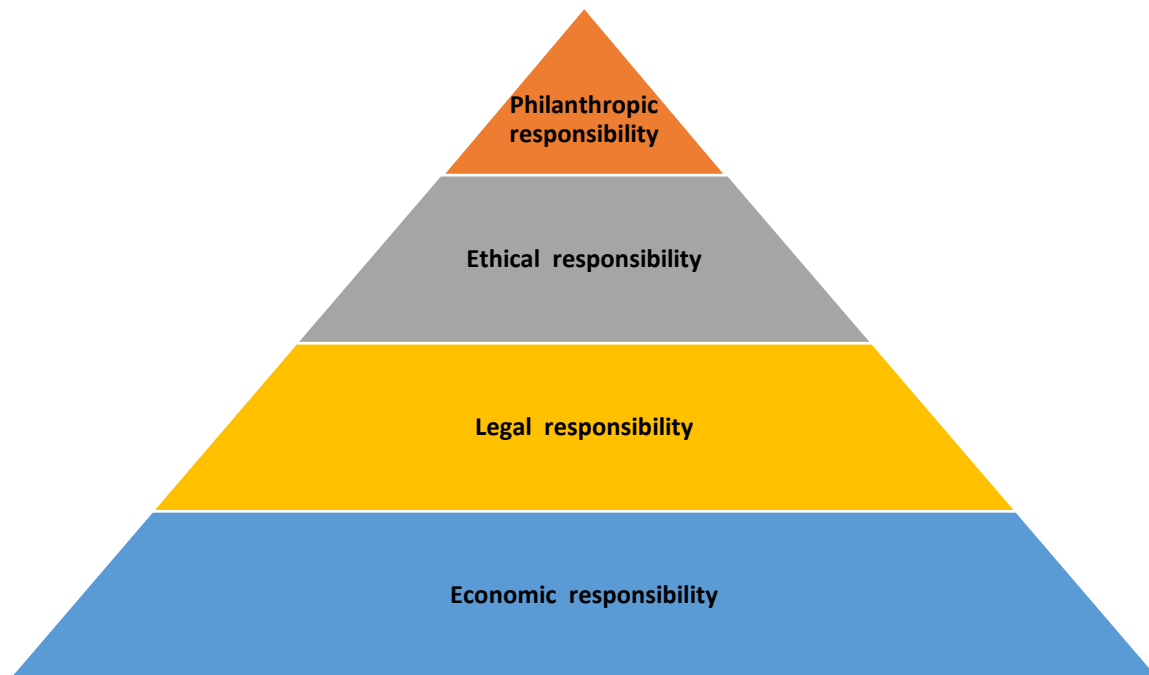 Philanthropic
responsibility
Ethical  responsibility
Legal  responsibility
Economic  responsibility